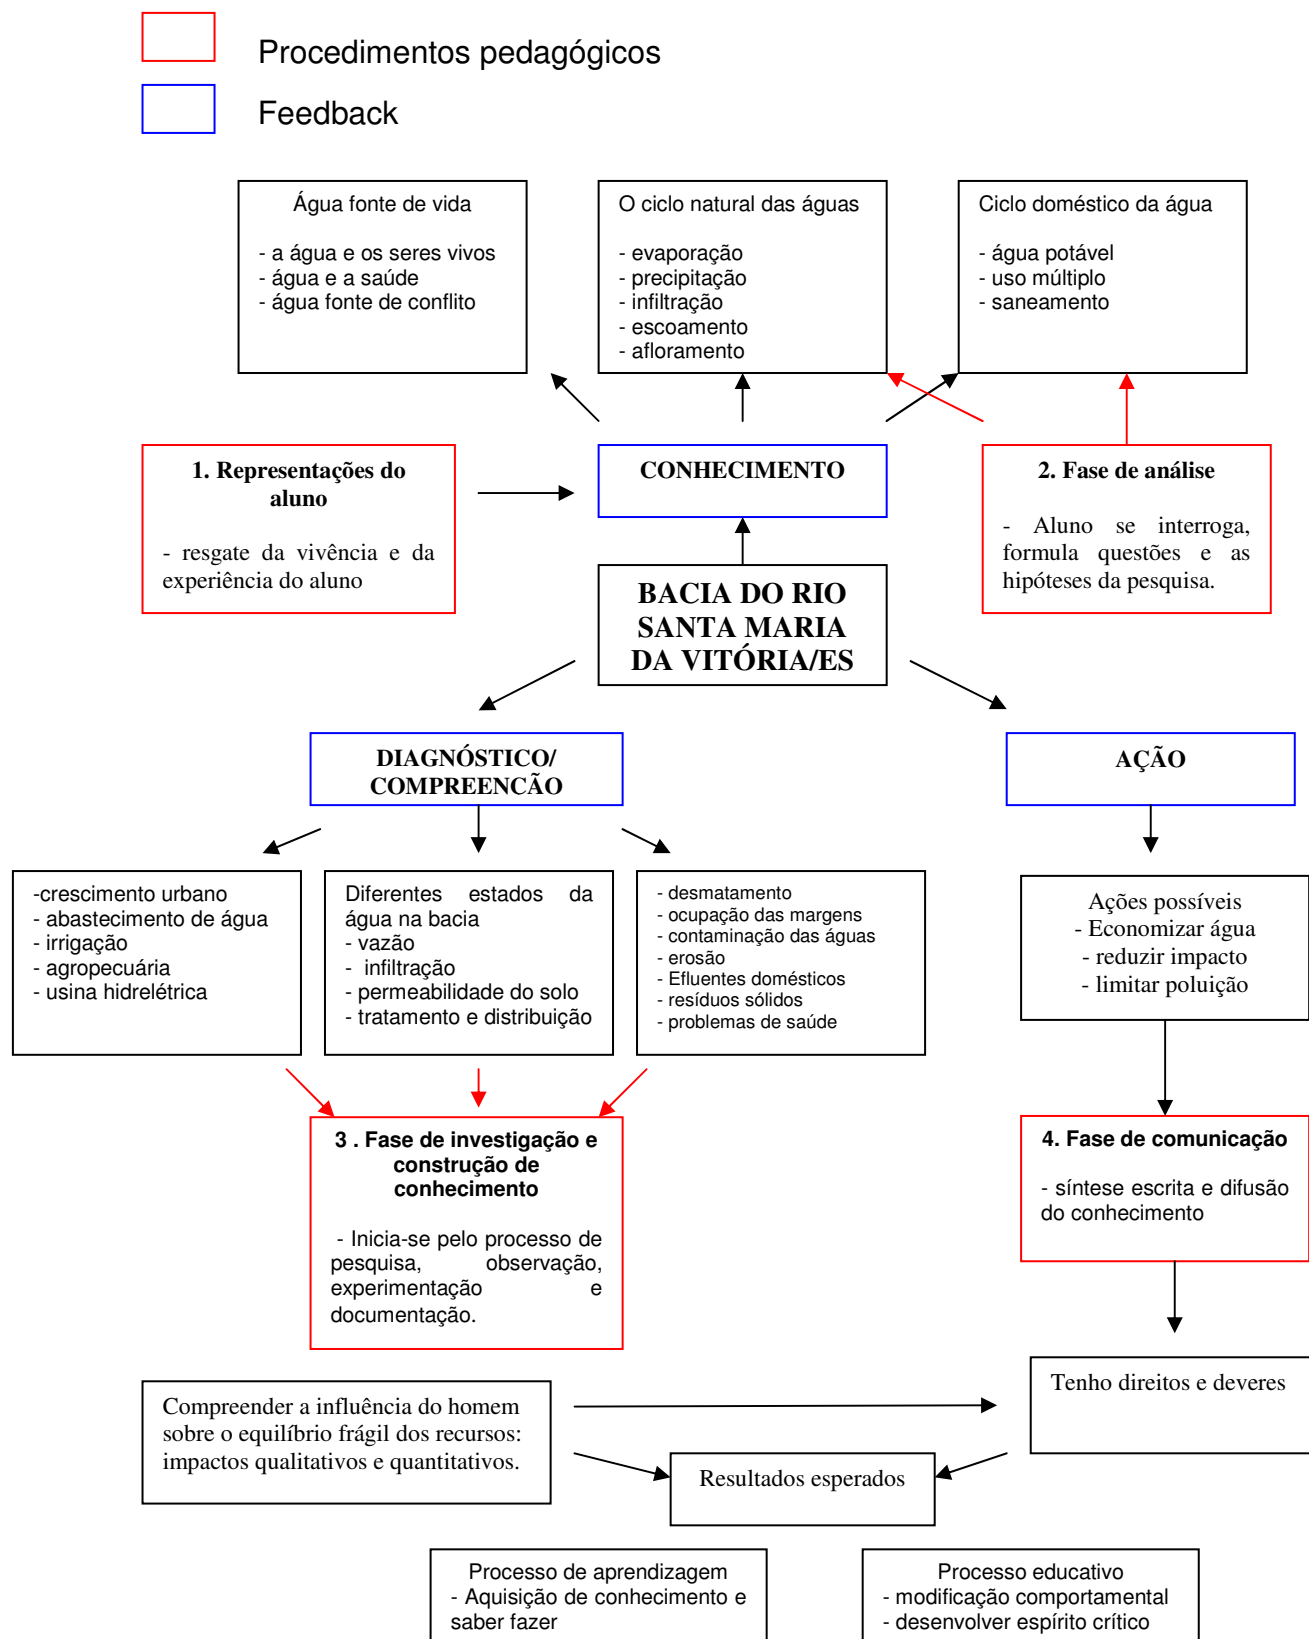 Procedimentos pedagógicos
Feedback
Água fonte de vida
- a água e os seres vivos
- água e a saúde
- água fonte de conflito
O ciclo natural das águas
- evaporação
- precipitação
- infiltração
- escoamento
- afloramento
Ciclo doméstico da água
- água potável
- uso múltiplo
- saneamento
1. Representações do
aluno
- resgate da vivência e da
experiência do aluno
CONHECIMENTO
2. Fase de análise
- Aluno se interroga,
formula questões e as
hipóteses da pesquisa.
BACIA DO RIO
SANTA MARIA
DA VITÓRIA/ES
DIAGNÓSTICO/
COMPREENCÃO
AÇÃO
-crescimento urbano
- abastecimento de água
- irrigação
- agropecuária
- usina hidrelétrica
Diferentes estados da
água na bacia
- vazão
- infiltração
- permeabilidade do solo
- tratamento e distribuição
- desmatamento
- ocupação das margens
- contaminação das águas
- erosão
- Efluentes domésticos
- resíduos sólidos
- problemas de saúde
Ações possíveis
- Economizar água
- reduzir impacto
- limitar poluição
3 . Fase de investigação e
construção de
conhecimento
- Inicia-se pelo processo de
pesquisa, observação,
experimentação e
documentação.
4. Fase de comunicação
- síntese escrita e difusão
do conhecimento
Compreender a influência do homem
sobre o equilíbrio frágil dos recursos:
impactos qualitativos e quantitativos.
Tenho direitos e deveres
Resultados esperados
Processo de aprendizagem
- Aquisição de conhecimento e
saber fazer
Processo educativo
- modificação comportamental
- desenvolver espírito crítico